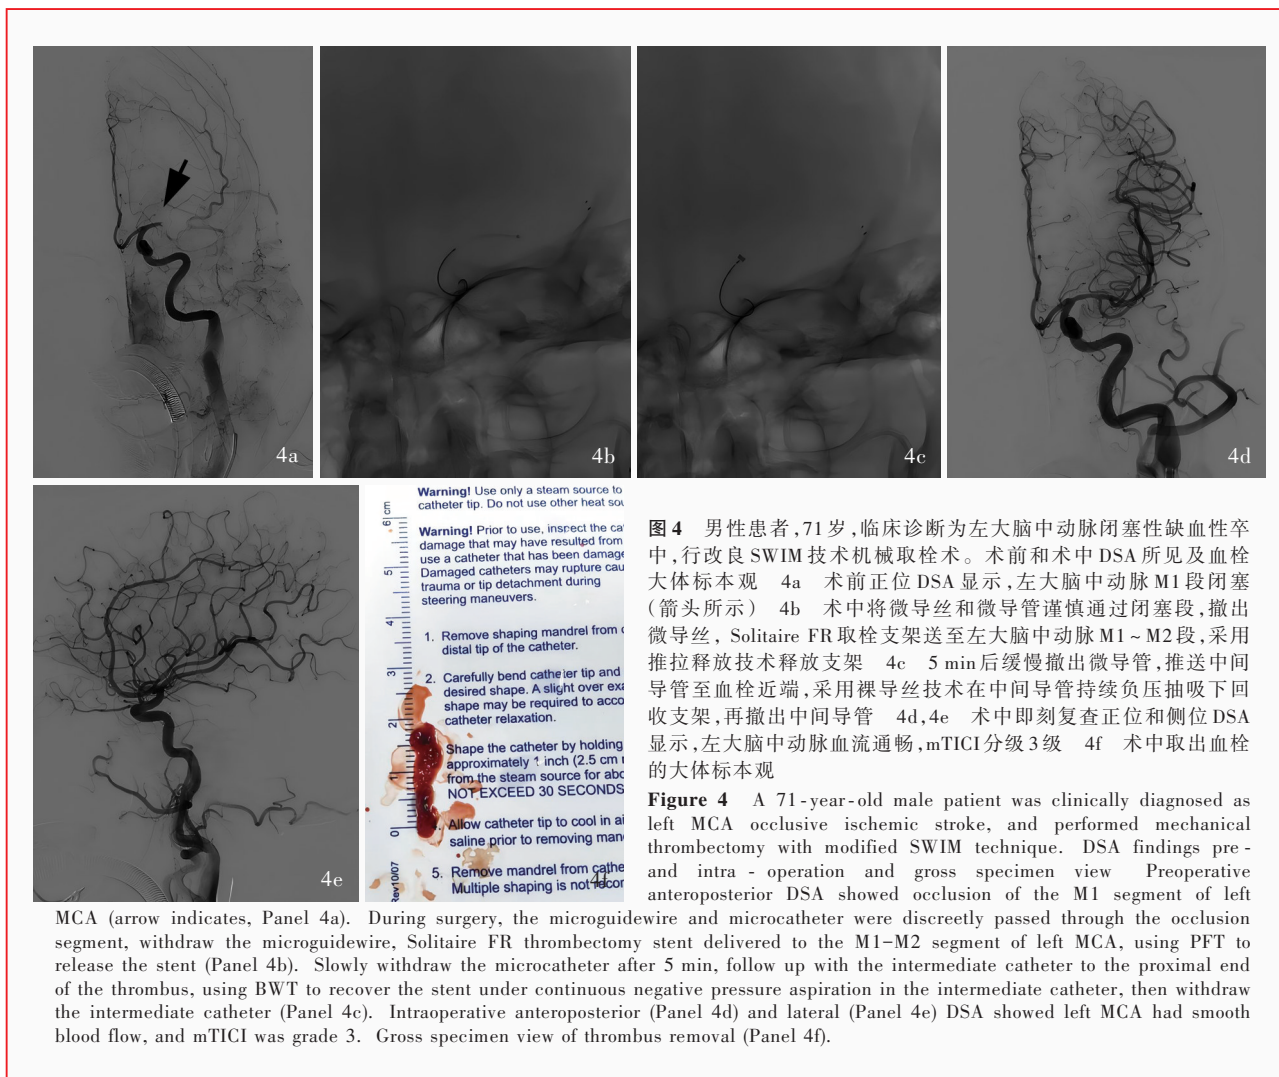 4a
4b
4c
4d
4e
6 cm
5
4
3
2
0
Rev10/07
Warning! Use only a steam source to
catheter tip. Do not use other heat
Warning! Prior to use, inspect the
damage that may have resulted from
use a catheter that has been
Damaged catheters may rupture
trauma or tip detachment during
steering maneuvers.
1. Remove shaping mandrel from
distal tip of the catheter.
2. Carefully bend catheter tip and
desired shape. A slight over
shape may be required to
catheter relaxation.
Shape the catheter by holding
approximately 1 inch (2.5 cm
from the steam source for
NOT EXCEED 30 SECONDS
Allow catheter tip to cool in
saline prior to removing
5. Remove mandrel from
Multiple shaping is not
4f
图 4 男性患者,71岁,临床诊断为左大脑中动脉闭塞性缺血性卒
中,行改良 SWIM 技术机械取栓术。术前和术中 DSA 所见及血栓
大体标本观 4a 术前正位 DSA 显示,左大脑中动脉 M1 段闭塞
(箭头所示) 4b 术中将微导丝和微导管谨慎通过闭塞段,撤出
微导丝, Solitaire FR 取栓支架送至左大脑中动脉 M1 ~ M2 段,采用
推拉释放技术释放支架 4c 5 min 后缓慢撤出微导管,推送中间
导管至血栓近端,采用裸导丝技术在中间导管持续负压抽吸下回
收支架,再撤出中间导管 4d,4e 术中即刻复查正位和侧位 DSA
显示,左大脑中动脉血流通畅,mTICI 分级 3 级 4f 术中取出血栓
的大体标本观
Figure 4 A 71-year-old male patient was clinically diagnosed as
left MCA occlusive ischemic stroke, and performed mechanical
thrombectomy with modified SWIM technique. DSA findings pre-
and intra-operation and gross specimen view Preoperative
anteroposterior DSA showed occlusion of the M1 segment of left
MCA (arrow indicates, Panel 4a). During surgery, the microguidewire and microcatheter were discreetly passed through the occlusion
segment, withdraw the microguidewire, Solitaire FR thrombectomy stent delivered to the M1-M2 segment of left MCA, using PFT to
release the stent (Panel 4b). Slowly withdraw the microcatheter after 5 min, follow up with the intermediate catheter to the proximal end
of the thrombus, using BWT to recover the stent under continuous negative pressure aspiration in the intermediate catheter, then withdraw
the intermediate catheter (Panel 4c). Intraoperative anteroposterior (Panel 4d) and lateral (Panel 4e) DSA showed left MCA had smooth
blood flow, and mTICI was grade 3. Gross specimen view of thrombus removal (Panel 4f).